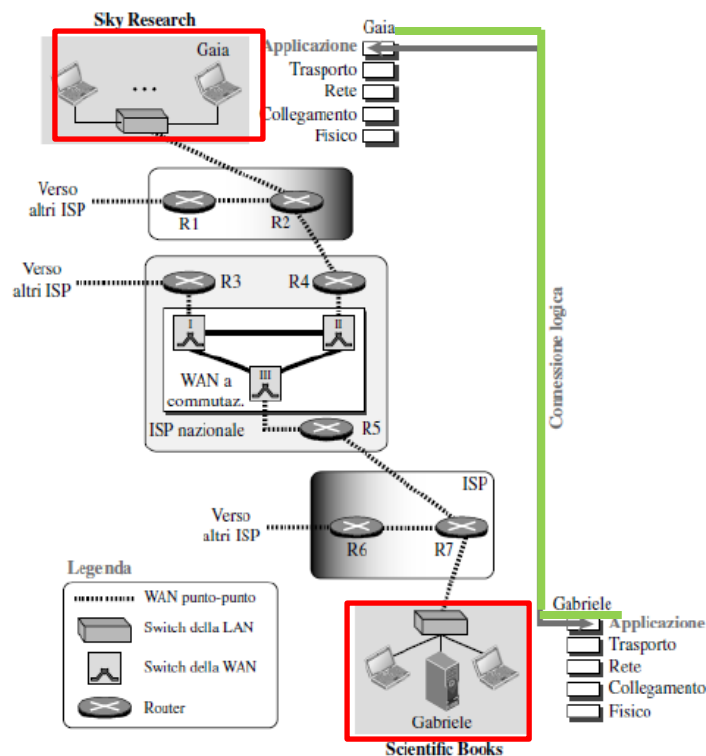 Sky Research
Gaia
Gaia
Applicazione
Trasporto
Rete
Collegamento
Fisico
Verso
altri ISP
R1
R2
Verso
altri ISP
R3
R4
I
II
III
WAN a
commutaz.
ISP nazionale
R5
Connessione logica
ISP
Verso
altri ISP
R6
R7
Legenda
WAN punto-punto
Switch della LAN
Switch della WAN
Router
Gabriele
Scientific Books
Gabriele
Applicazione
Trasporto
Rete
Collegamento
Fisico